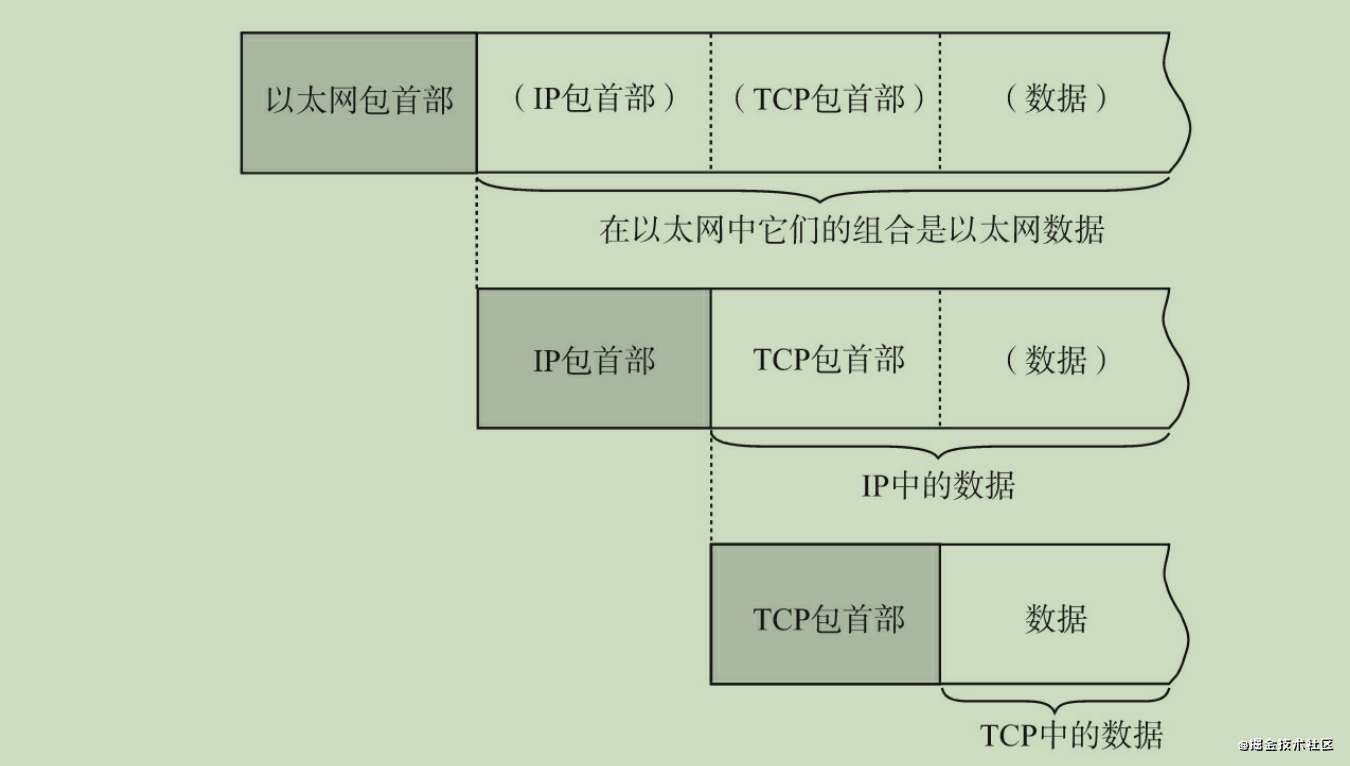 以太网包首部 （IP包首部） （TCP包首部） （数据）
在以太网中它们的组合是以太网数据
IP包首部 TCP包首部 （数据）
IP中的数据
TCP包首部 数据
TCP中的数据
@掘金技术社区